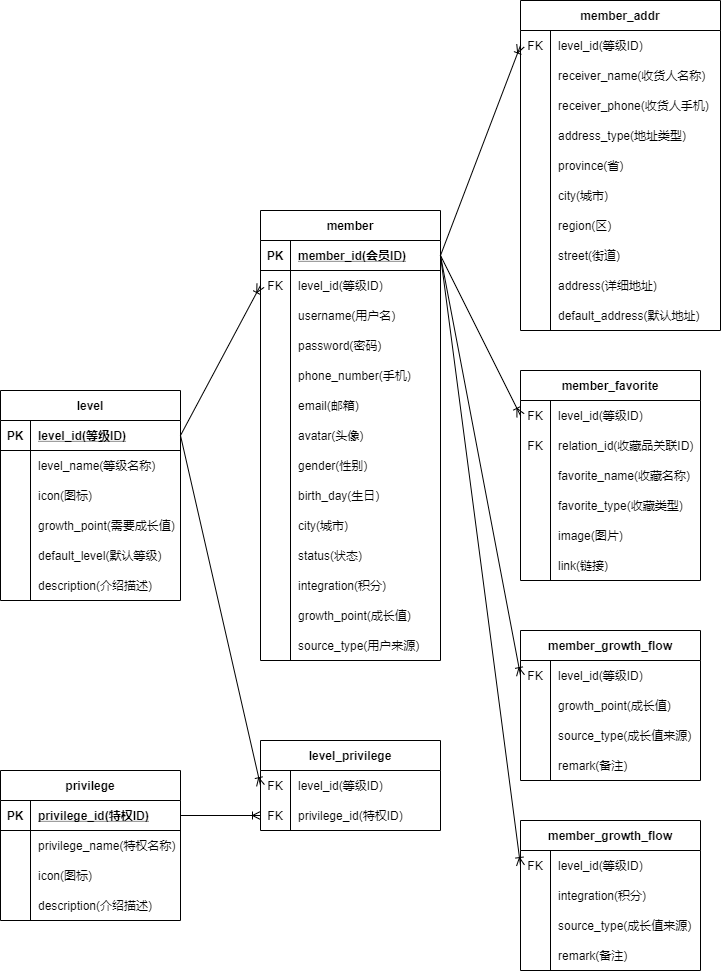 level
PK level_id(等级ID)
level_name(等级名称)
icon(图标)
growth_point(需要成长值)
default_level(默认等级)
description(介绍描述)
privilege
PK privilege_id(特权ID)
privilege_name(特权名称)
icon(图标)
description(介绍描述)
member
PK member_id(会员ID)
FK level_id(等级ID)
username(用户名)
password(密码)
phone_number(手机)
email(邮箱)
avatar(头像)
gender(性别)
birth_day(生日)
city(城市)
status(状态)
integration(积分)
growth_point(成长值)
source_type(用户来源)
level_privilege
FK level_id(等级ID)
FK privilege_id(特权ID)
member_addr
FK level_id(等级ID)
receiver_name(收货人名称)
receiver_phone(收货人手机)
address_type(地址类型)
province(省)
city(城市)
region(区)
street(街道)
address(详细地址)
default_address(默认地址)
member_favorite
FK level_id(等级ID)
FK relation_id(收藏品关联ID)
favorite_name(收藏名称)
favorite_type(收藏类型)
image(图片)
link(链接)
member_growth_flow
FK level_id(等级ID)
growth_point(成长值)
source_type(成长值来源)
remark(备注)
member_growth_flow
FK level_id(等级ID)
integration(积分)
source_type(成长值来源)
remark(备注)